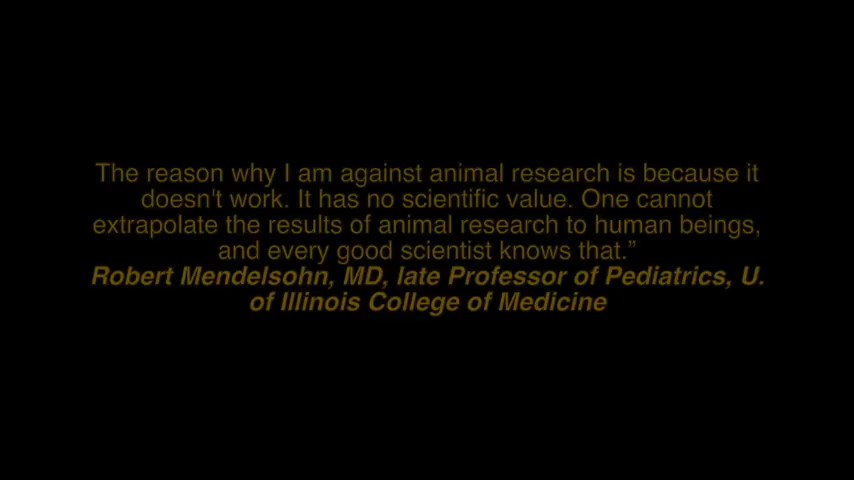 The reason why I am against animal research is because it
doesn't work. It has no scientific value. One cannot
extrapolate the results of animal research to human beings,
and every good scientist knows that.”
Robert Mendelsohn, MD, late Professor of Pediatrics, U.
of Illinois College of Medicine